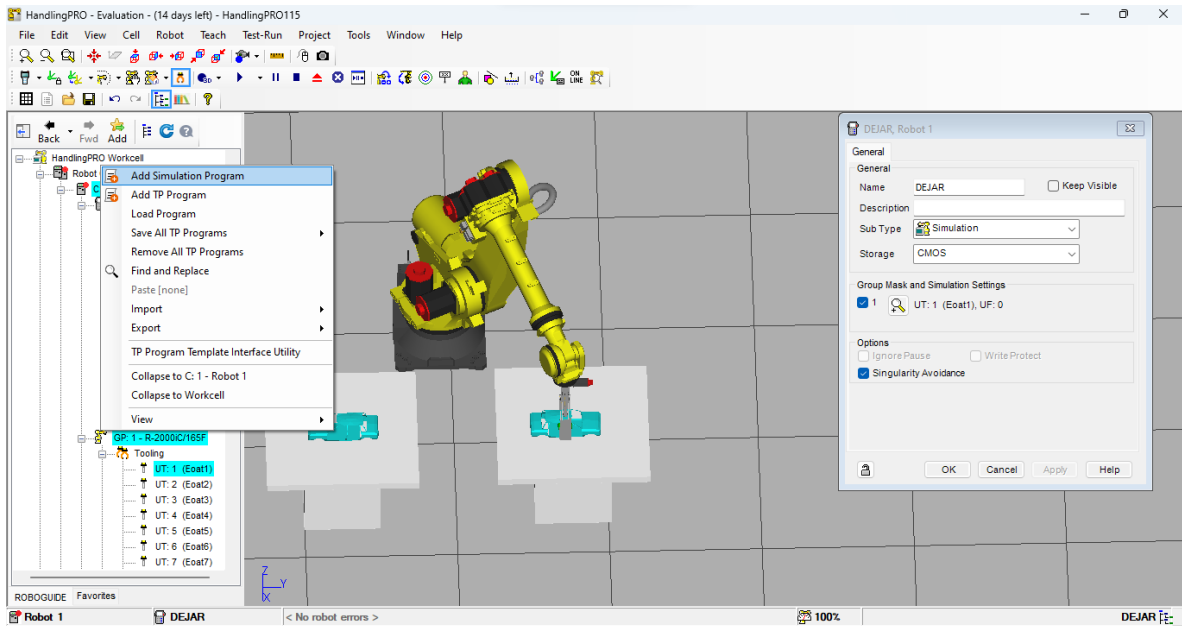 HandlingPRO - Evaluation - (14 days left) - HandlingPRO115
File Edit View Cell Robot Teach Test-Run Project Tools Window Help
ON
LINE
Back Fwd Add
HandlingPRO Workcell
Robot
C
Add Simulation Program
Add TP Program
Load Program
Save All TP Programs
Remove All TP Programs
Find and Replace
Paste [none]
Import
Export
TP Program Template Interface Utility
Collapse to C: 1 - Robot 1
Collapse to Workcell
View
GP: 1 - R-2000iC/165F
Tooling
UT: 1 (Eoat1)
UT: 2 (Eoat2)
UT: 3 (Eoat3)
UT: 4 (Eoat4)
UT: 5 (Eoat5)
UT: 6 (Eoat6)
UT: 7 (Eoat7)
ROBOGUIDE Favorites
Z
Y
X
DEJAR, Robot 1
General
General
Name DEJAR Keep Visible
Description
Sub Type Simulation
Storage CMOS
Group Mask and Simulation Settings
1 UT: 1 (Eoat1), UF: 0
Options
Ignore Pause Write Protect
Singularity Avoidance
OK Cancel Apply Help
Robot 1 DEJAR < No robot errors > 100% DEJAR